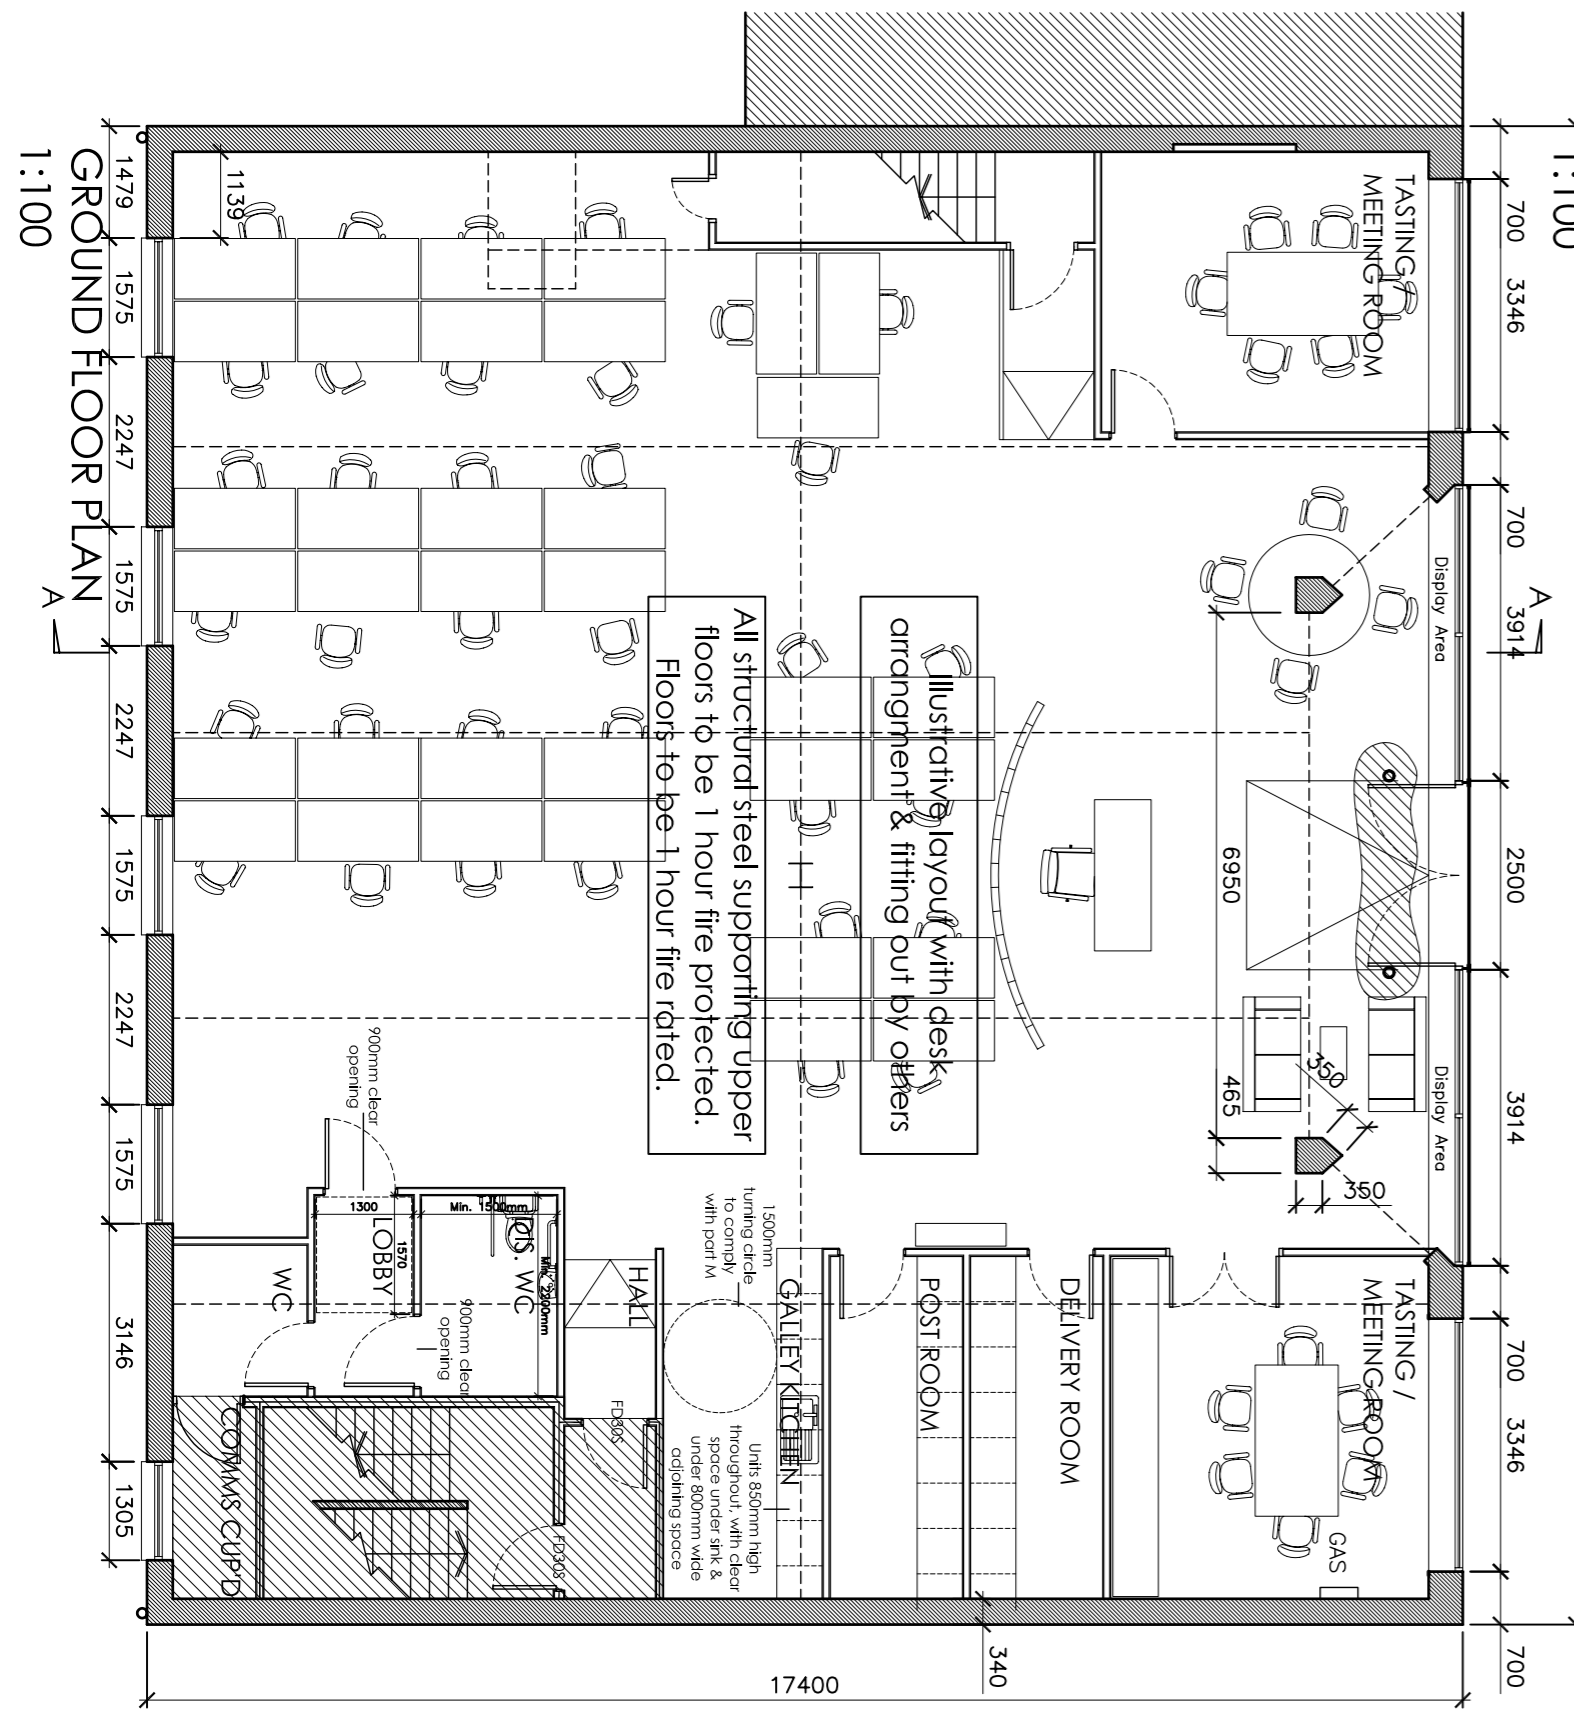 1:100
700
3346
700
3914
2500
3914
700
3346
700
A
Display Area
Display Area
TASTING /
MEETING ROOM
6950
465
350
350
TASTING /
MEETING ROOM
GAS
DELIVERY ROOM
POST ROOM
GALLEY KITCHEN
Illustrative layout with desk
arrangment & fitting out by others
All structural steel supporting upper
floors to be 1 hour fire protected.
Floors to be 1 hour fire rated.
1500mm
turning circle
to comply
with part M
Units 850mm high
throughout, with clear
space under sink &
under 800mm wide
adjoining space
HALL
FD30S
FD30S
DIS. WC
Min. 1500mm
Min. 2200mm
900mm clear
opening
LOBBY
1300
1570
900mm clear
opening
WC
COMMS CUP'D
1139
340
17400
1479
1575
2247
1575
2247
1575
2247
1575
3146
1305
A
GROUND FLOOR PLAN
1:100